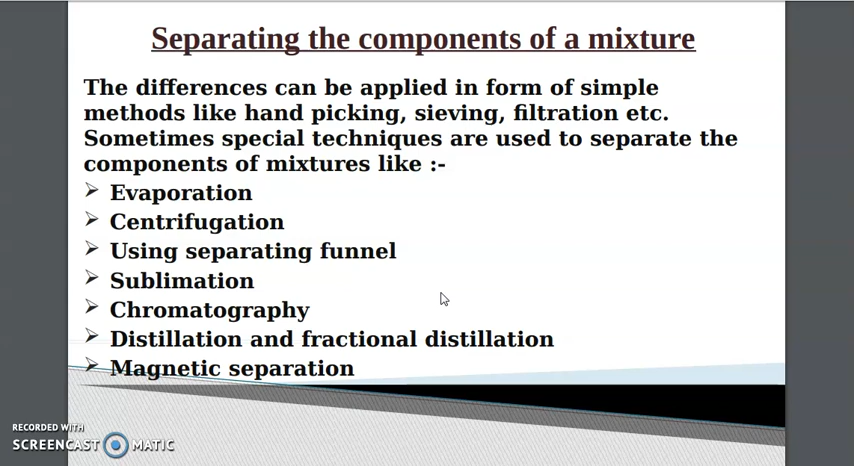 Separating the components of a mixture
The differences can be applied in form of simple
methods like hand picking, sieving, filtration etc.
Sometimes special techniques are used to separate the
components of mixtures like :-
Evaporation
Centrifugation
Using separating funnel
Sublimation
Chromatography
Distillation and fractional distillation
Magnetic separation
RECORDED WITH
SCREENCAST MATIC